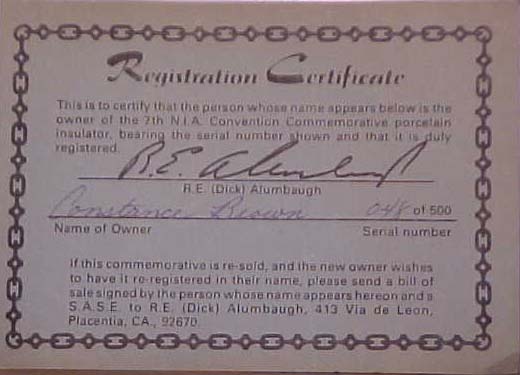 Registration Certificate
This is to certify that the person whose name appears below is the
owner of the 7th N.I.A. Convention Commemorative porcelain
insulator, bearing the serial number shown and that it is duly
registered.
R.E. Alumbaugh
R.E. (Dick) Alumbaugh
Constance Brown 048 of 500
Name of Owner Serial number
If this commemorative is re-sold, and the new owner wishes
to have it re-registered in their name, please send a bill of
sale signed by the person whose name appears hereon and a
S.A.S.E. to R.E. (Dick) Alumbaugh, 413 Via de Leon,
Placentia, CA., 92670.